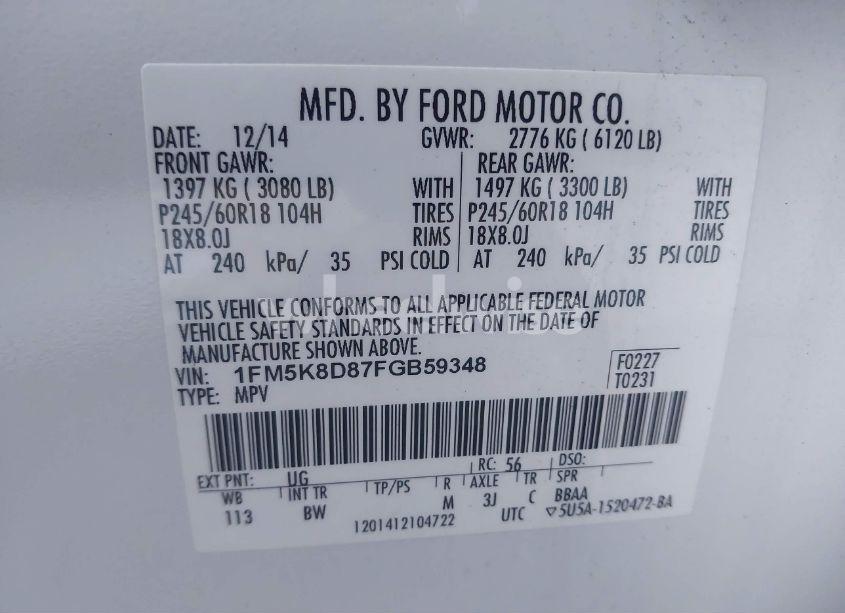 MFD. BY FORD MOTOR CO.
DATE: 12/14 GVWR: 2776 KG ( 6120 LB)
FRONT GAWR: REAR GAWR:
1397 KG ( 3080 LB) WITH 1497 KG ( 3300 LB) WITH
P245/60R18 104H TIRES P245/60R18 104H TIRES
18X8.0J RIMS 18X8.0J RIMS
AT 240 kPa/ 35 PSI COLD AT 240 kPa/ 35 PSI COLD
THIS VEHICLE CONFORMS TO ALL APPLICABLE FEDERAL MOTOR
VEHICLE SAFETY STANDARDS IN EFFECT ON THE DATE OF
MANUFACTURE SHOWN ABOVE.
VIN: 1FM5K8D87FGB59348 F0227
TYPE: MPV T0231
EXT PNT: UG RC: 56 DSO:
WB INT TR TP/PS R AXLE TR SPR
113 BW M 3J C BBAA
1201412104722 UTC ▽5U5A-1520472-BA